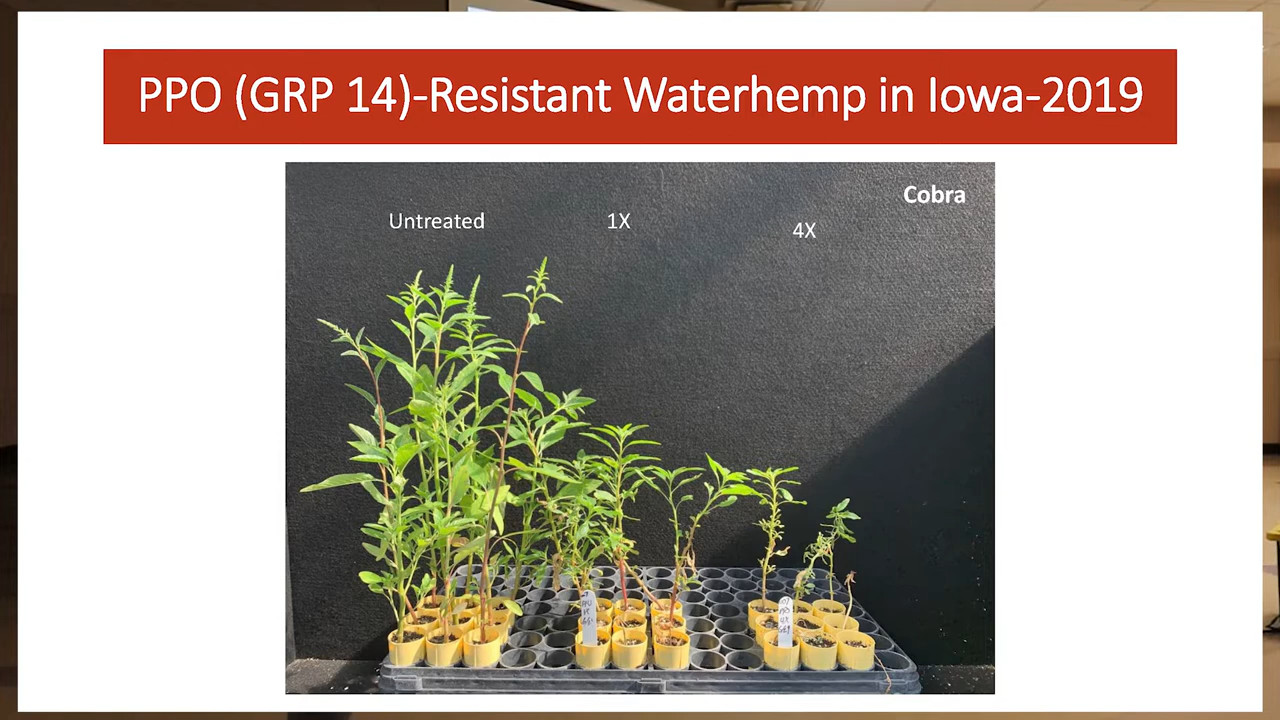 PPO (GRP 14)-Resistant Waterhemp in Iowa-2019
Cobra
Untreated
1X
4X